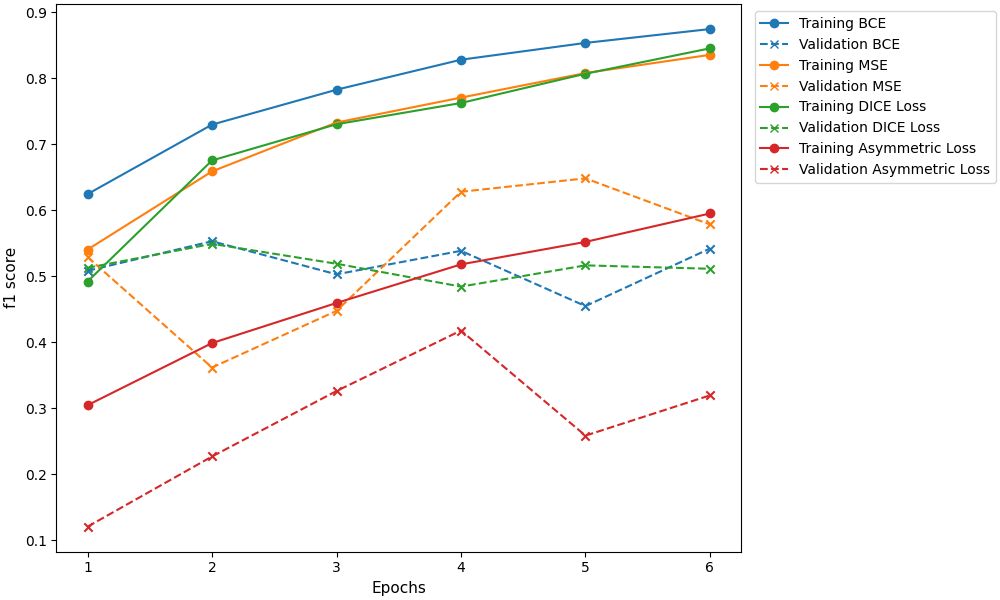 0.9
0.8
0.7
0.6
0.5
0.4
0.3
0.2
0.1
f1 score
1 2 3 4 5 6
Epochs
Training BCE
Validation BCE
Training MSE
Validation MSE
Training DICE Loss
Validation DICE Loss
Training Asymmetric Loss
Validation Asymmetric Loss